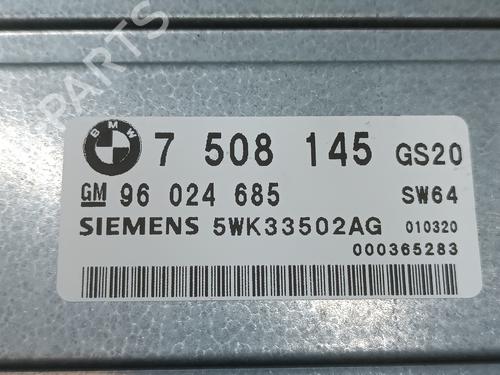 PARTS
BMW 7 508 145 GS20
GM 96 024 685 SW64
SIEMENS 5WK33502AG 010320
000365283